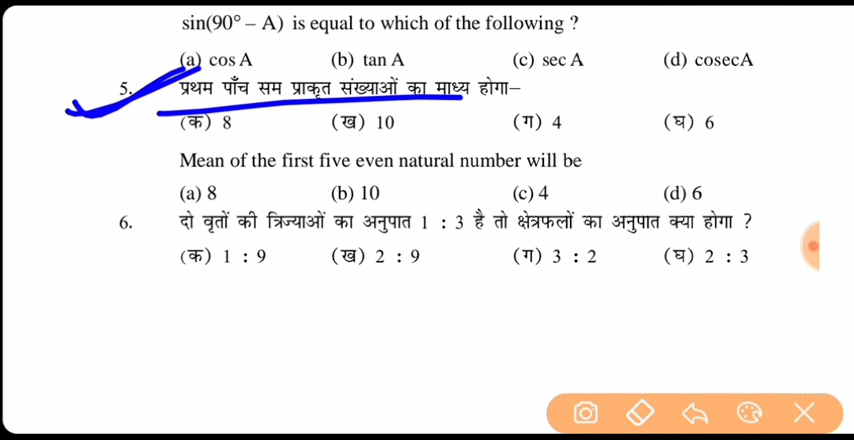 sin(90° – A) is equal to which of the following ?
(a) cos A (b) tan A (c) sec A (d) cosecA
5. प्रथम पाँच सम प्राकृत संख्याओं का माध्य होगा–
(क) 8 (ख) 10 (ग) 4 (घ) 6
Mean of the first five even natural number will be
(a) 8 (b) 10 (c) 4 (d) 6
6. दो वृतों की त्रिज्याओं का अनुपात 1 : 3 है तो क्षेत्रफलों का अनुपात क्या होगा ?
(क) 1 : 9 (ख) 2 : 9 (ग) 3 : 2 (घ) 2 : 3